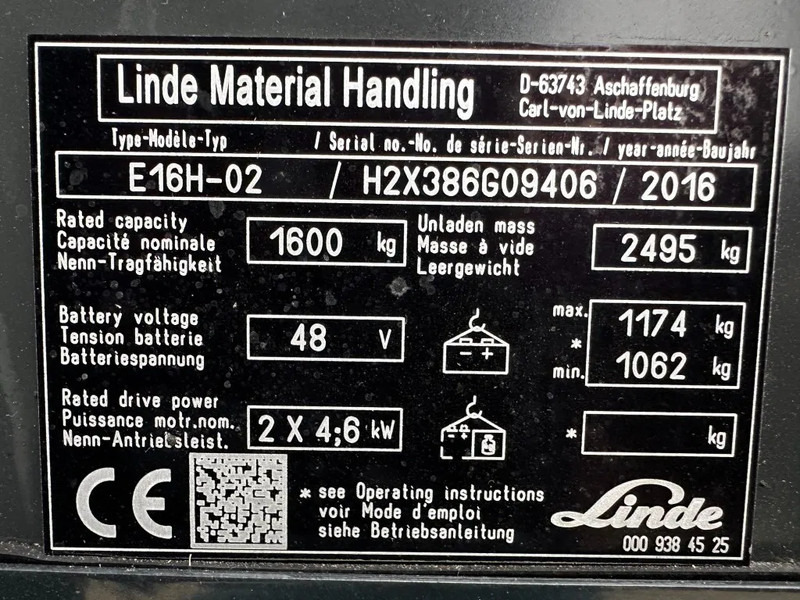 Linde Material Handling
D-63743 Aschaffenburg
Carl-von-Linde-Platz
Type-Modèle-Typ / Serial no.-No. de série-Serien-Nr. / year-année-Baujahr
E16H-02 / H2X386G09406 / 2016
Rated capacity
Capacité nominale
Nenn-Tragfähigkeit
1600 kg
Unladen mass
Masse à vide
Leergewicht
2495 kg
Battery voltage
Tension batterie
Batteriespannung
48 V
- +
max. 1174 kg
*
min. 1062 kg
Rated drive power
Puissance motr.nom.
Nenn-Antriebsleist.
2 X 4;6 kW
- +
* kg
CE
* see Operating instructions
voir Mode d'emploi
siehe Betriebsanleitung
Linde
000 938 45 25